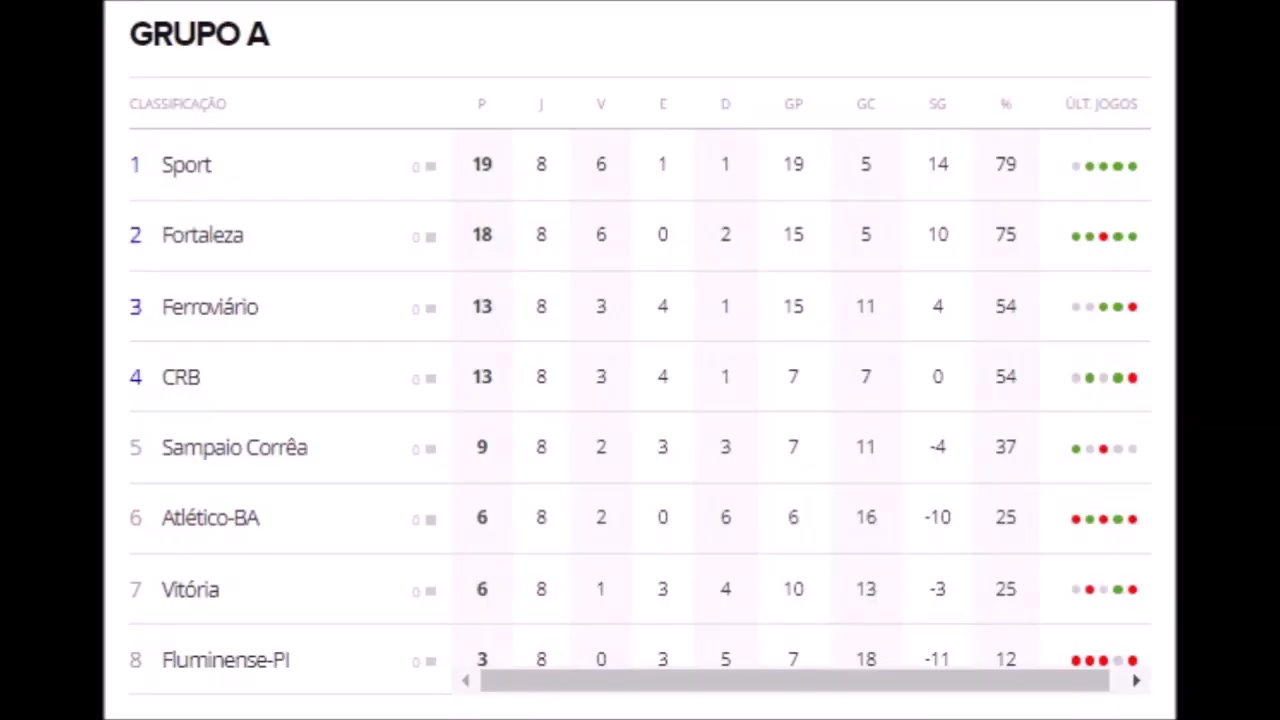 GRUPO A
CLASSIFICAÇÃO P J V E D GP GC SG % ÚLT. JOGOS
1 Sport 0 19 8 6 1 1 19 5 14 79
2 Fortaleza 0 18 8 6 0 2 15 5 10 75
3 Ferroviário 0 13 8 3 4 1 15 11 4 54
4 CRB 0 13 8 3 4 1 7 7 0 54
5 Sampaio Corrêa 0 9 8 2 3 3 7 11 -4 37
6 Atlético-BA 0 6 8 2 0 6 6 16 -10 25
7 Vitória 0 6 8 1 3 4 10 13 -3 25
8 Fluminense-PI 0 3 8 0 3 5 7 18 -11 12